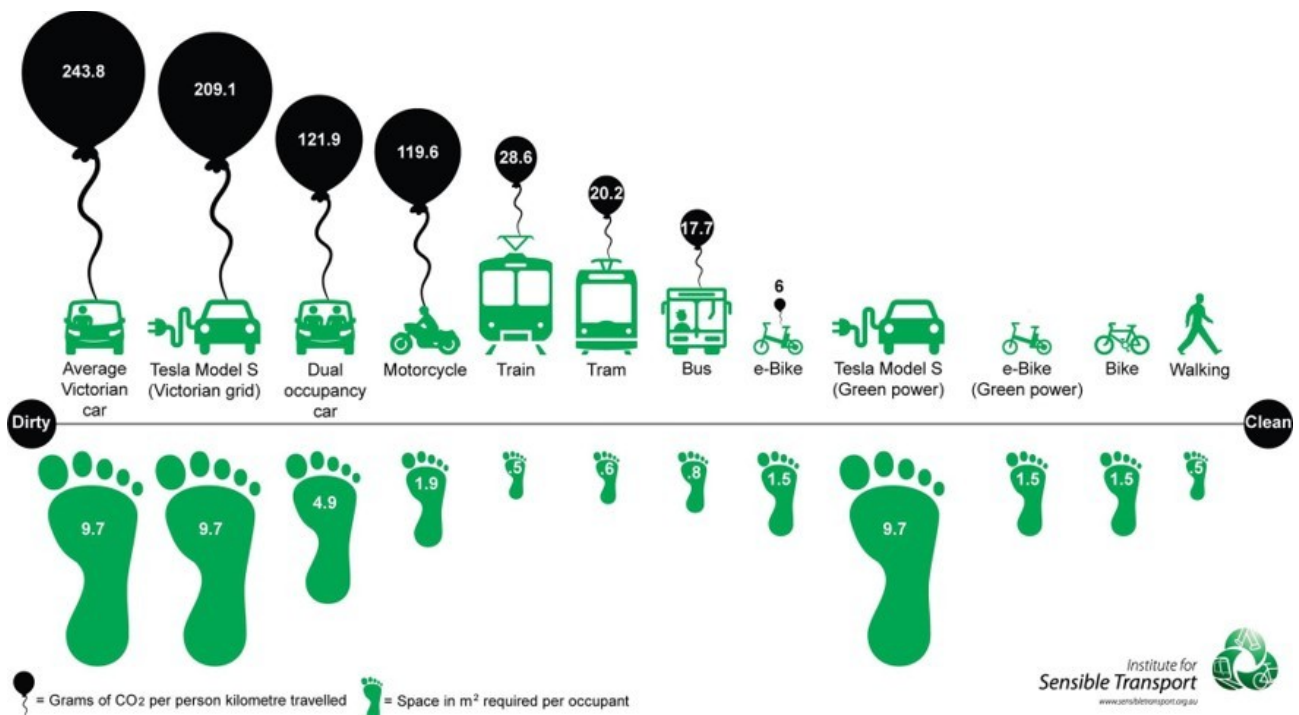 243.8
209.1
121.9
119.6
28.6
20.2
17.7
6
Average
Victorian
car
Tesla Model S
(Victorian grid)
Dual
occupancy
car
Motorcycle
Train
Tram
Bus
e-Bike
Tesla Model S
(Green power)
e-Bike
(Green power)
Bike
Walking
Dirty
Clean
9.7
9.7
4.9
1.9
.5
.6
.8
1.5
9.7
1.5
1.5
.5
= Grams of CO2 per person kilometre travelled
= Space in m² required per occupant
Institute for
Sensible Transport
www.sensibletransport.org.au